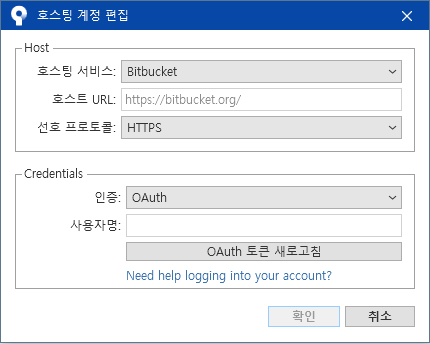 호스팅 계정 편집
Host
호스팅 서비스: Bitbucket
호스트 URL: https://bitbucket.org/
선호 프로토콜: HTTPS
Credentials
인증: OAuth
사용자명:
OAuth 토큰 새로고침
Need help logging into your account?
확인 취소